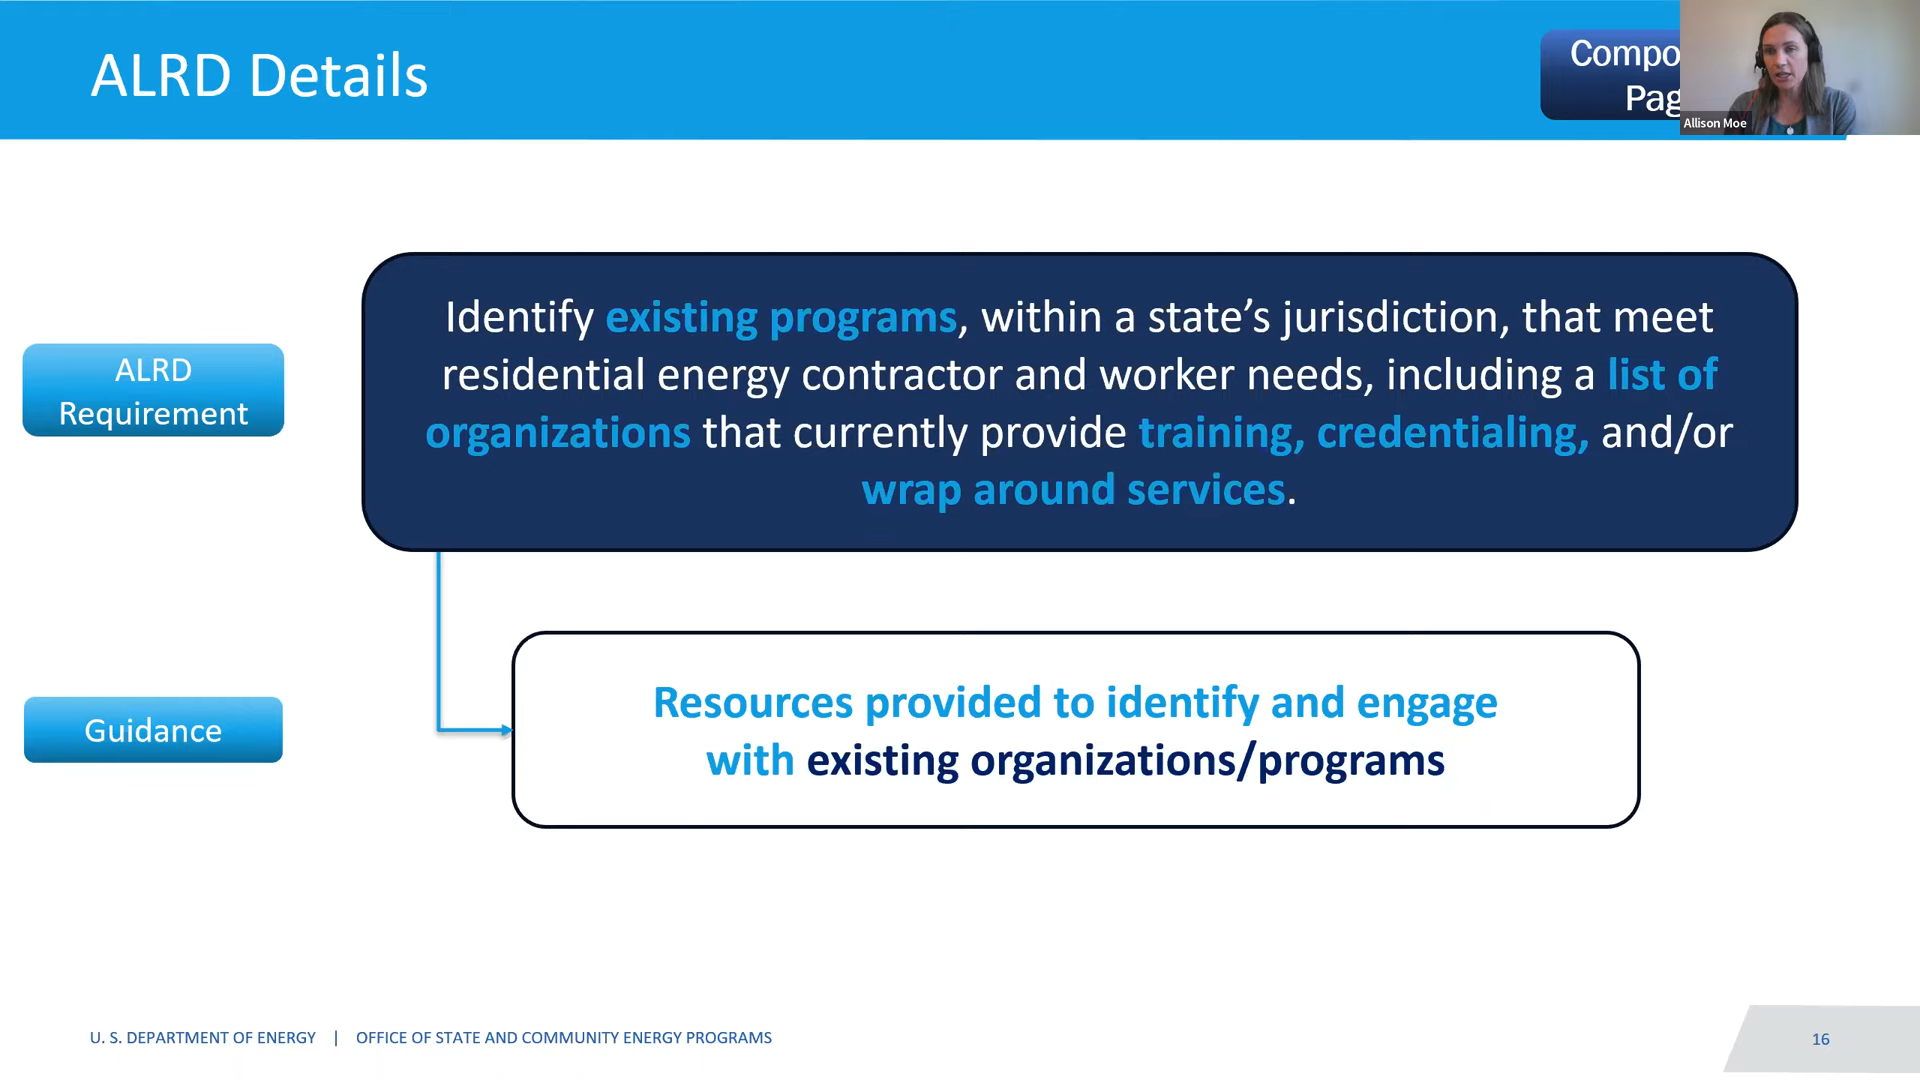 ALRD Details
Compo
Pag
Allison Moe
ALRD
Requirement
Identify existing programs, within a state’s jurisdiction, that meet
residential energy contractor and worker needs, including a list of
organizations that currently provide training, credentialing, and/or
wrap around services.
Guidance
Resources provided to identify and engage
with existing organizations/programs
U. S. DEPARTMENT OF ENERGY | OFFICE OF STATE AND COMMUNITY ENERGY PROGRAMS
16